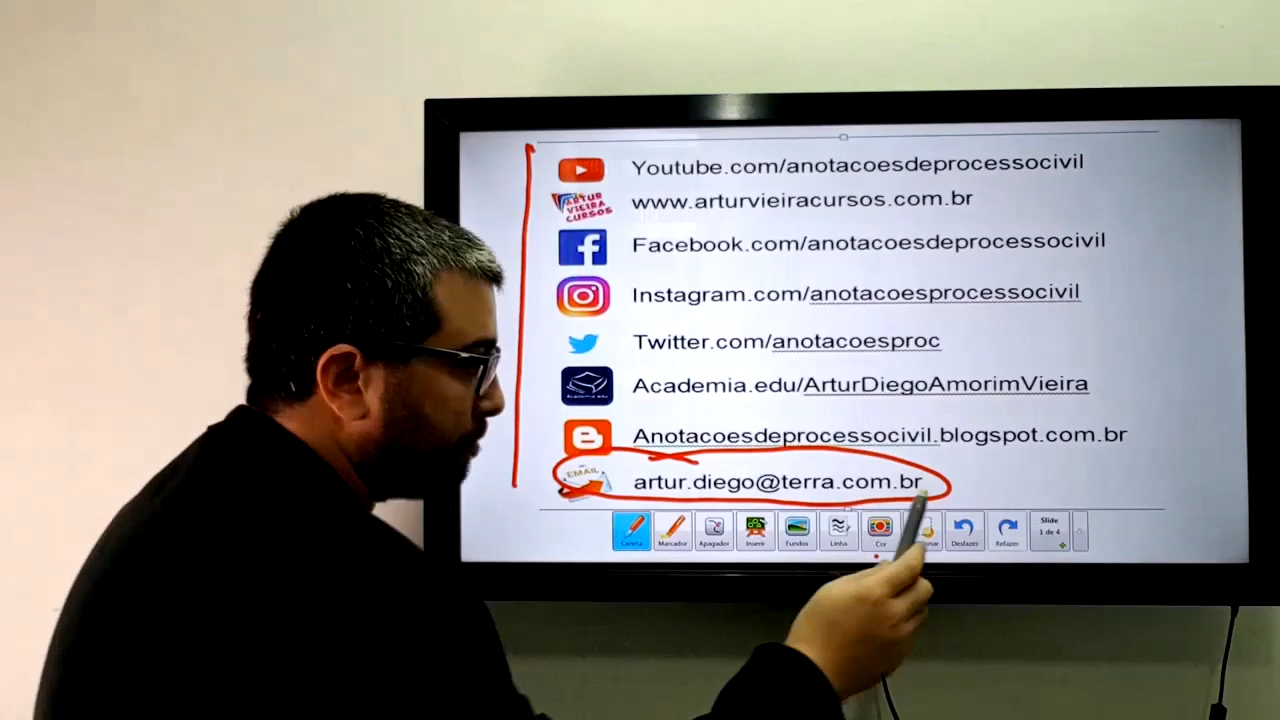 Youtube.com/anotacoesdeprocessocivil
ARTUR VIEIRA CURSOS
www.arturvieiracursos.com.br
Facebook.com/anotacoesdeprocessocivil
Instagram.com/anotacoesprocessocivil
Twitter.com/anotacoesproc
Academia.edu
Academia.edu/ArturDiegoAmorimVieira
Anotacoesdeprocessocivil.blogspot.com.br
EMAIL
artur.diego@terra.com.br
Caneta Marcador Apagador Inserir Fundos Linha Cor Desfazer Refazer
Slide
1 de 4